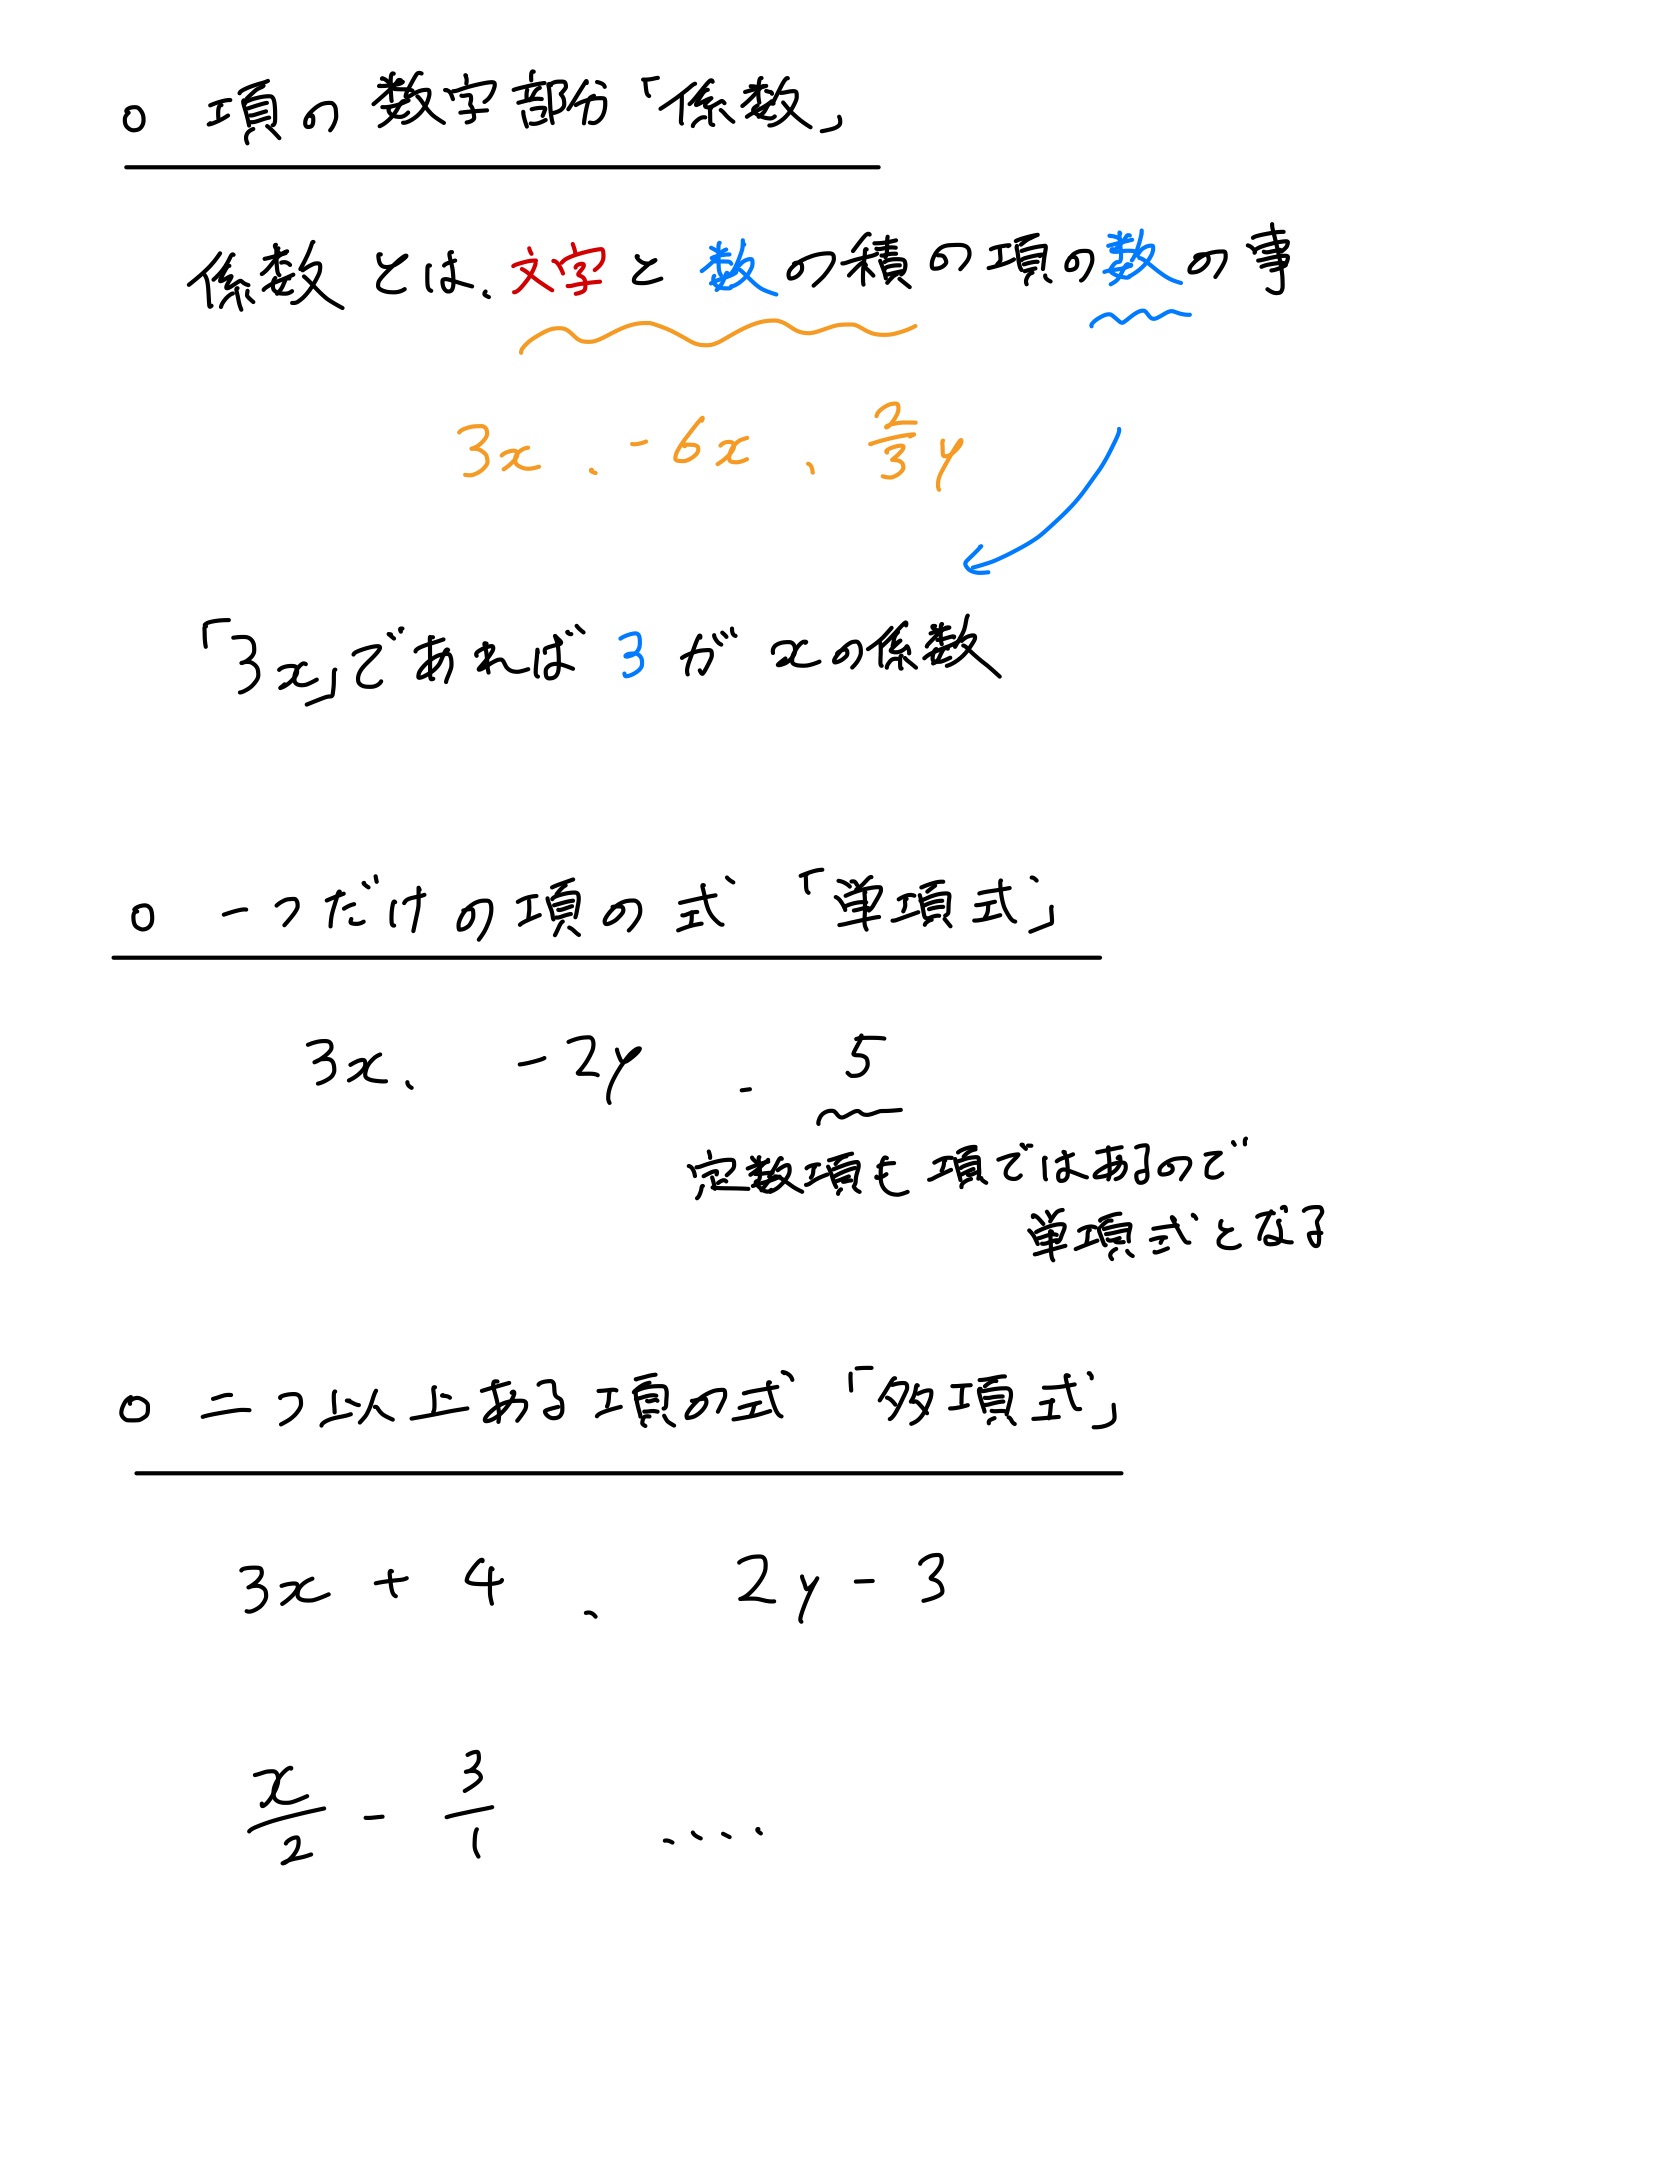 ○ 項の数字部分「係数」
係数とは、文字と数の積の項の数の事
3x、-6x、2/3 y
「3x」であれば3がxの係数
○ 一つだけの項の式「単項式」
3x、 -2y 、 5
定数項も項ではあるので
単項式となる
○ 二つ以上ある項の式「多項式」
3x + 4 、 2y - 3
x/2 - 3/1 ....